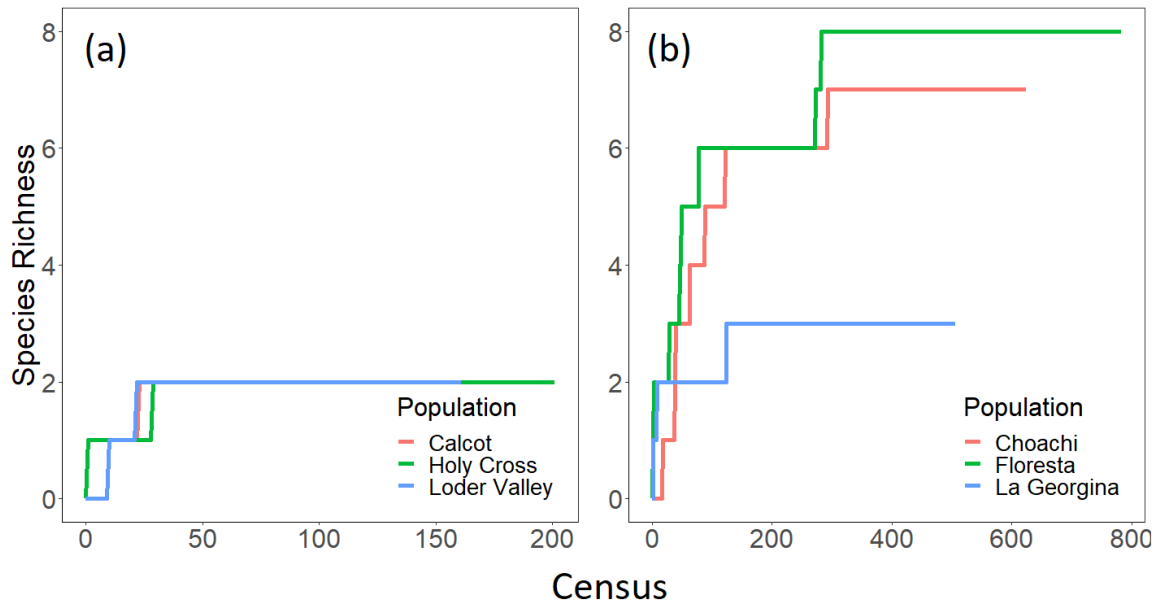 (a)
(b)
Species Richness
8
6
4
2
0
0 50 100 150 200
Population
Calcot
Holy Cross
Loder Valley
8
6
4
2
0
0 200 400 600 800
Population
Choachi
Floresta
La Georgina
Census